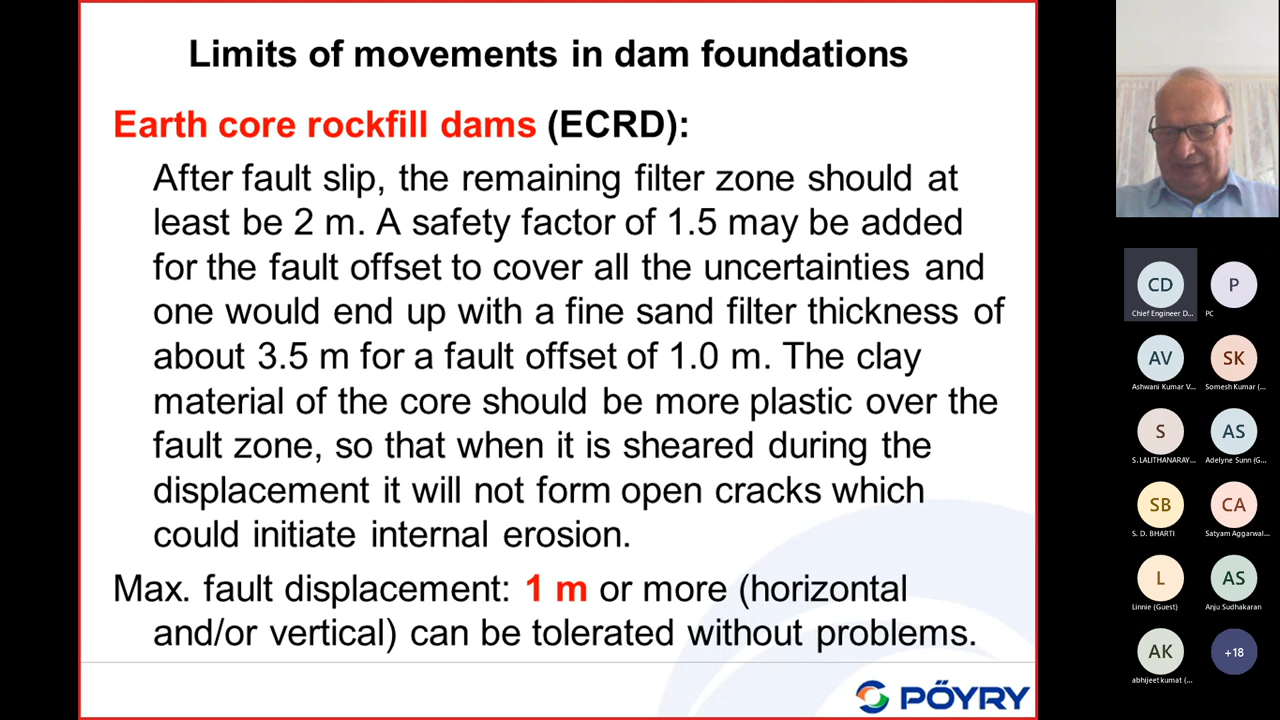 Limits of movements in dam foundations
Earth core rockfill dams (ECRD):
After fault slip, the remaining filter zone should at
least be 2 m. A safety factor of 1.5 may be added
for the fault offset to cover all the uncertainties and
one would end up with a fine sand filter thickness of
about 3.5 m for a fault offset of 1.0 m. The clay
material of the core should be more plastic over the
fault zone, so that when it is sheared during the
displacement it will not form open cracks which
could initiate internal erosion.
Max. fault displacement: 1 m or more (horizontal
and/or vertical) can be tolerated without problems.
PŐYRY
CD P
Chief Engineer D... PC
AV SK
Ashwani Kumar V... Somesh Kumar (...
S AS
S. LALITHANARAY... Adelyne Sunn (G...
SB CA
S. D. BHARTI Satyam Aggarwal...
L AS
Linnie (Guest) Anju Sudhakaran
AK +18
abhijeet kumat (...